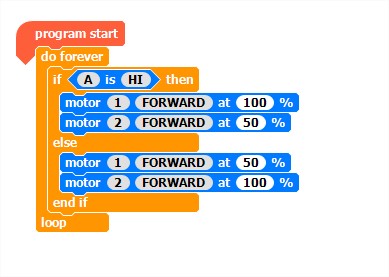 program start
do forever
if A is HI then
motor 1 FORWARD at 100 %
motor 2 FORWARD at 50 %
else
motor 1 FORWARD at 50 %
motor 2 FORWARD at 100 %
end if
loop